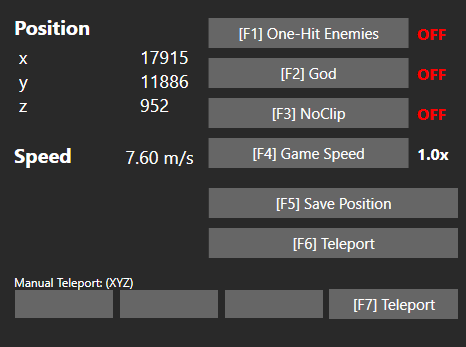 Position
x 17915
y 11886
z 952
Speed 7.60 m/s
[F1] One-Hit Enemies OFF
[F2] God OFF
[F3] NoClip OFF
[F4] Game Speed 1.0x
[F5] Save Position
[F6] Teleport
Manual Teleport: (XYZ)
[F7] Teleport